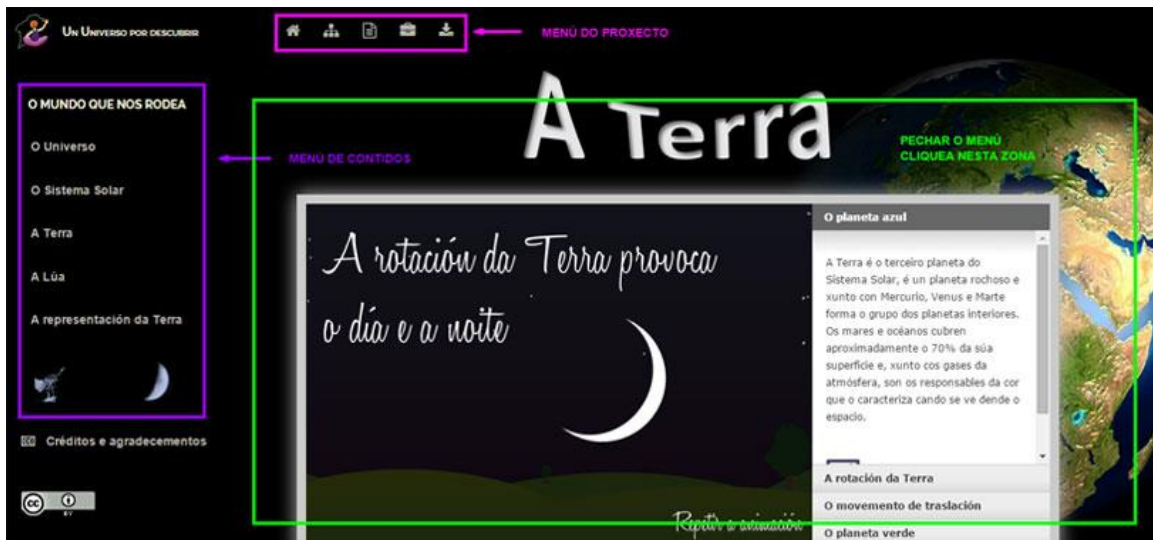 UN UNIVERSO POR DESCUBRIR
MENÚ DO PROXECTO
O MUNDO QUE NOS RODEA
O Universo
O Sistema Solar
A Terra
A Lúa
A representación da Terra
Créditos e agradecementos
cc
BY
MENÚ DE CONTIDOS
A Terra
PECHAR O MENÚ
CLIQUEA NESTA ZONA
A rotación da Terra provoca
o día e a noite
Repetir a animación
O planeta azul
A Terra é o terceiro planeta do
Sistema Solar, é un planeta rochoso e
xunto con Mercurio, Venus e Marte
forma o grupo dos planetas interiores.
Os mares e océanos cubren
aproximadamente o 70% da súa
superficie e, xunto cos gases da
atmósfera, son os responsables da cor
que o caracteriza cando se ve dende o
espacio.
A rotación da Terra
O movemento de traslación
O planeta verde